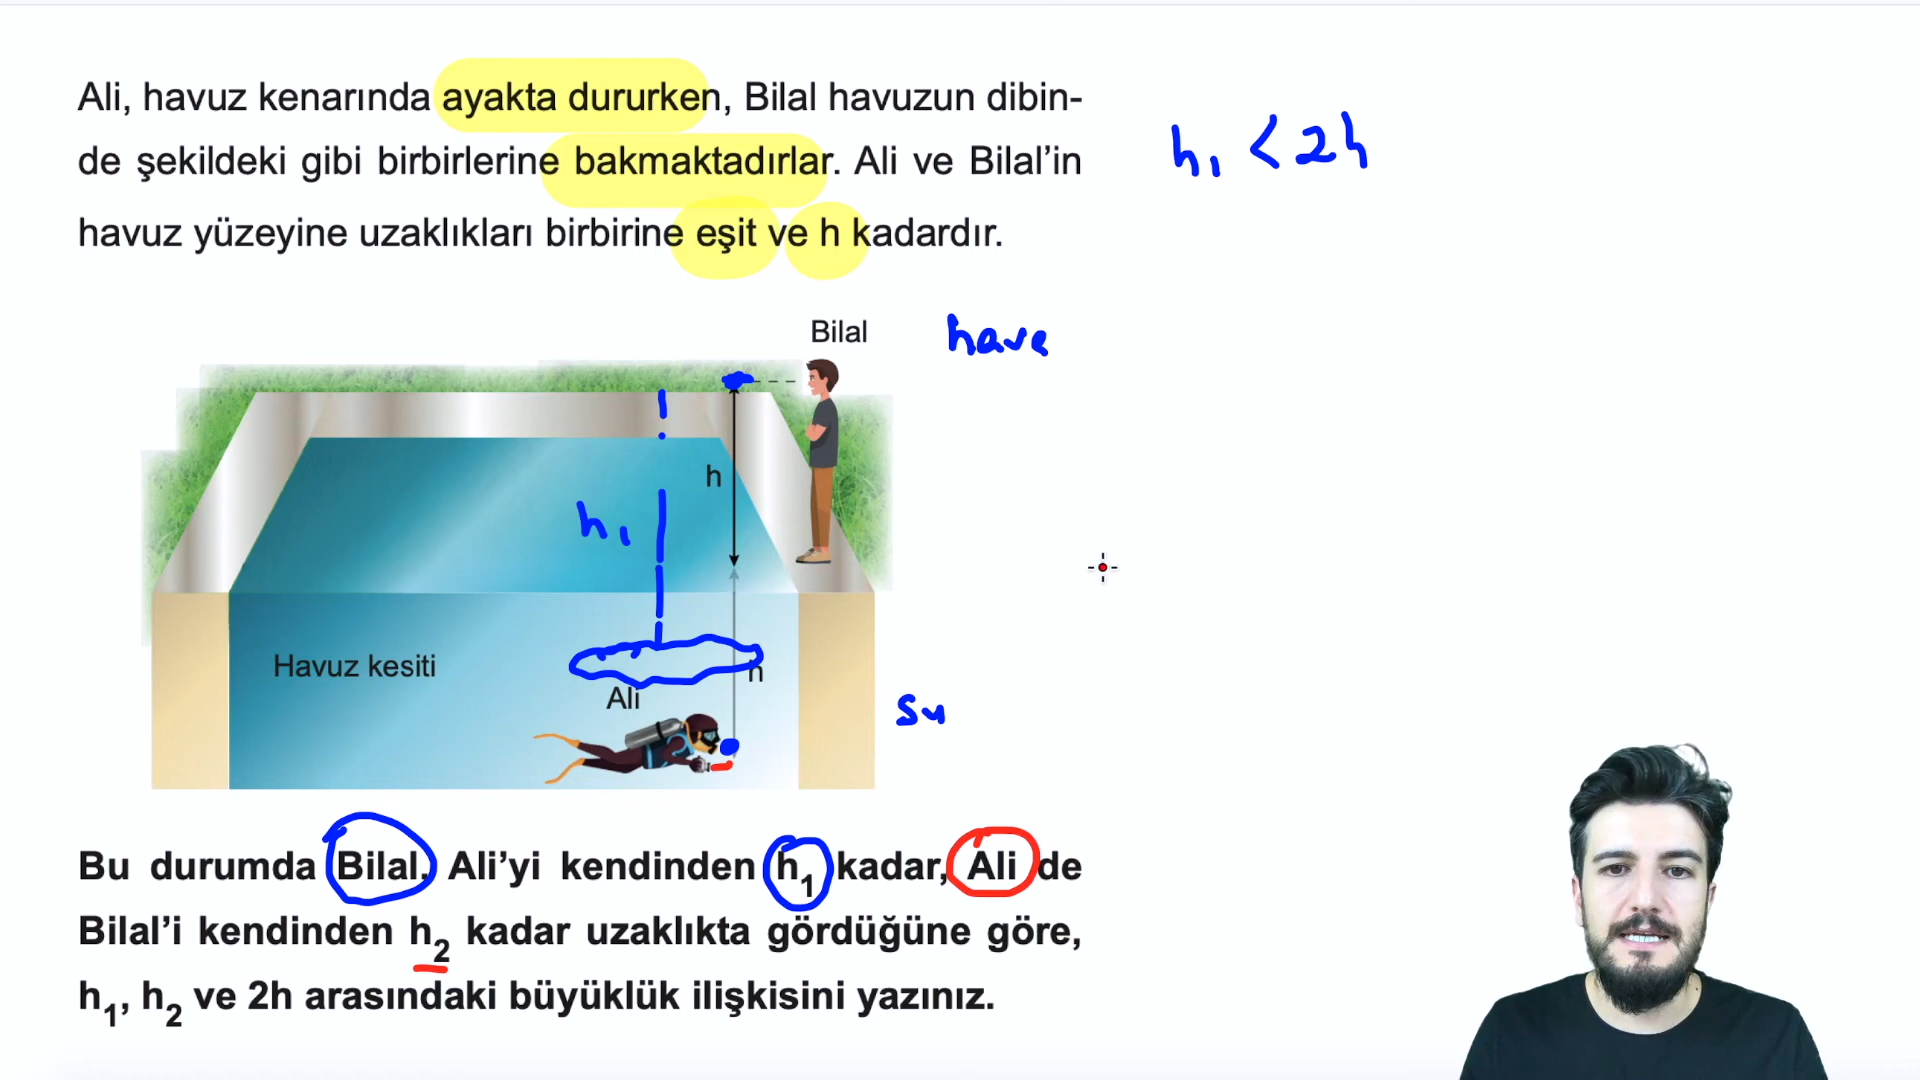 Ali, havuz kenarında ayakta dururken, Bilal havuzun dibin-
de şekildeki gibi birbirlerine bakmaktadırlar. Ali ve Bilal’in
havuz yüzeyine uzaklıkları birbirine eşit ve h kadardır.
h₁ < 2h
Bilal
hava
h
h₁
Havuz kesiti
h
Ali
su
Bu durumda Bilal, Ali’yi kendinden h₁ kadar, Ali de
Bilal’i kendinden h₂ kadar uzaklıkta gördüğüne göre,
h₁, h₂ ve 2h arasındaki büyüklük ilişkisini yazınız.